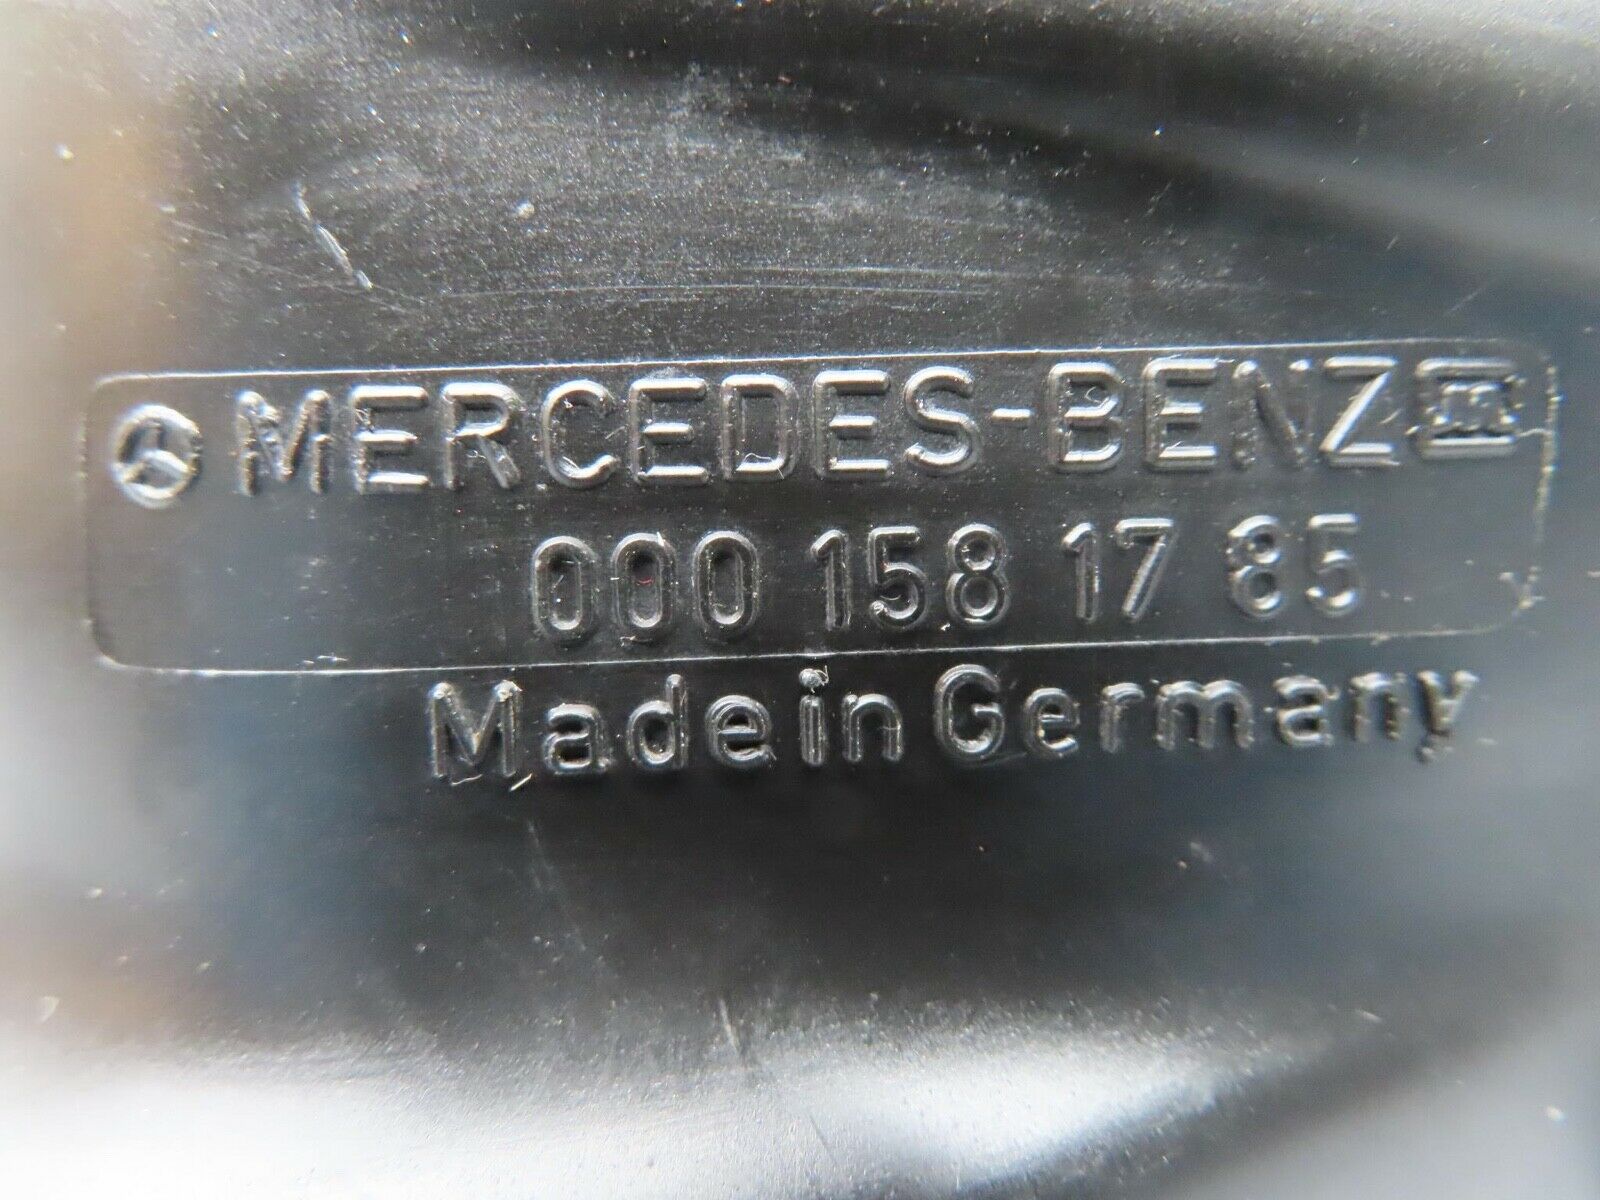 MERCEDES-BENZ
000 158 17 85
Made in Germany